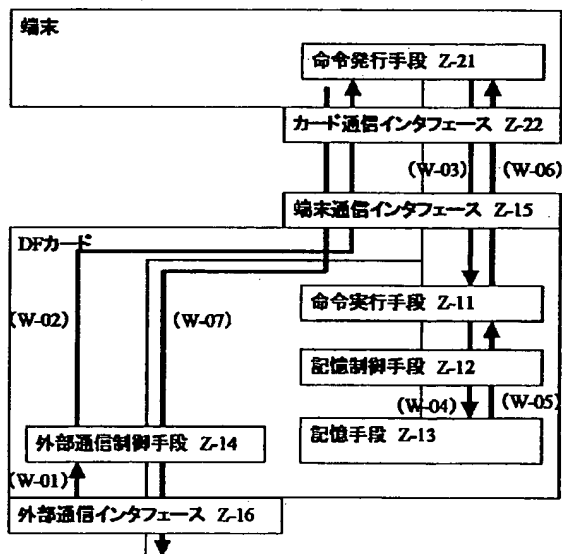 端末
命令発行手段 Z-21
カード通信インタフェース Z-22
(W-03)
(W-06)
端末通信インタフェース Z-15
DFカード
命令実行手段 Z-11
(W-02)
(W-07)
記憶制御手段 Z-12
(W-04)
(W-05)
記憶手段 Z-13
外部通信制御手段 Z-14
(W-01)
外部通信インタフェース Z-16